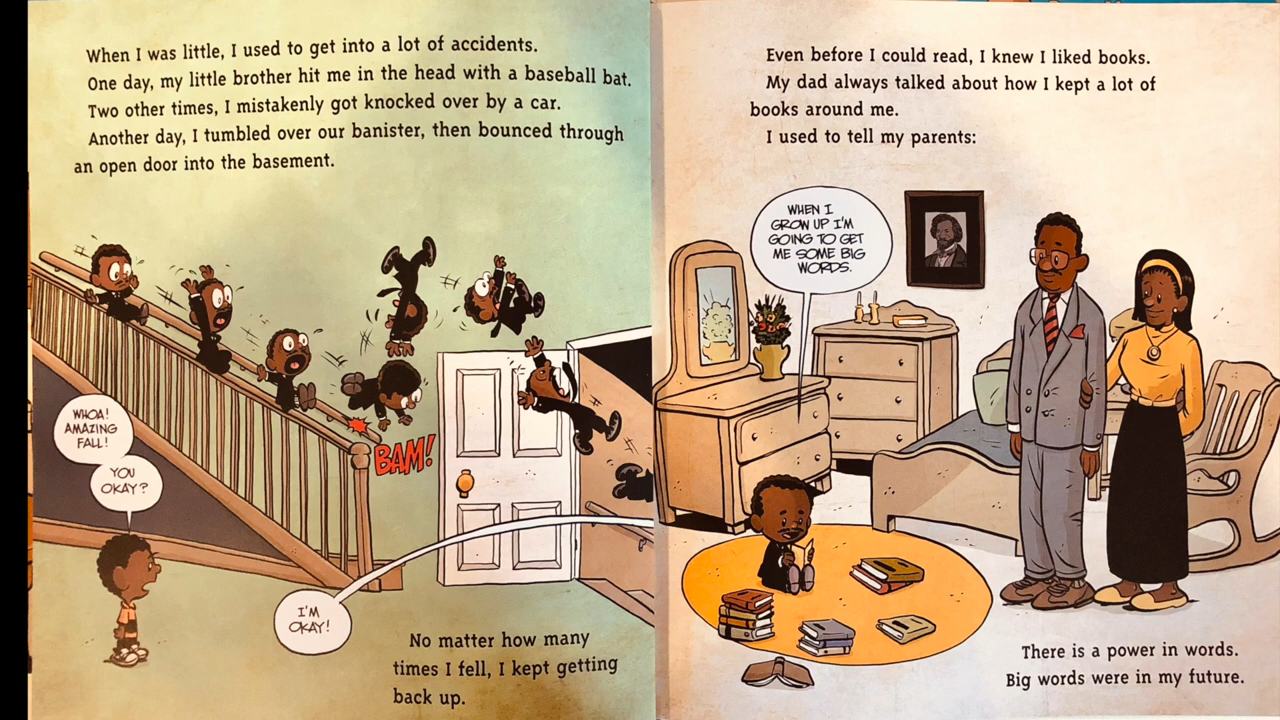 When I was little, I used to get into a lot of accidents.
One day, my little brother hit me in the head with a baseball bat.
Two other times, I mistakenly got knocked over by a car.
Another day, I tumbled over our banister, then bounced through
an open door into the basement.
WHOA!
AMAZING
FALL!
YOU
OKAY?
BAM!
I'M
OKAY!
No matter how many
times I fell, I kept getting
back up.
Even before I could read, I knew I liked books.
My dad always talked about how I kept a lot of
books around me.
I used to tell my parents:
WHEN I
GROW UP I'M
GOING TO GET
ME SOME BIG
WORDS.
There is a power in words.
Big words were in my future.